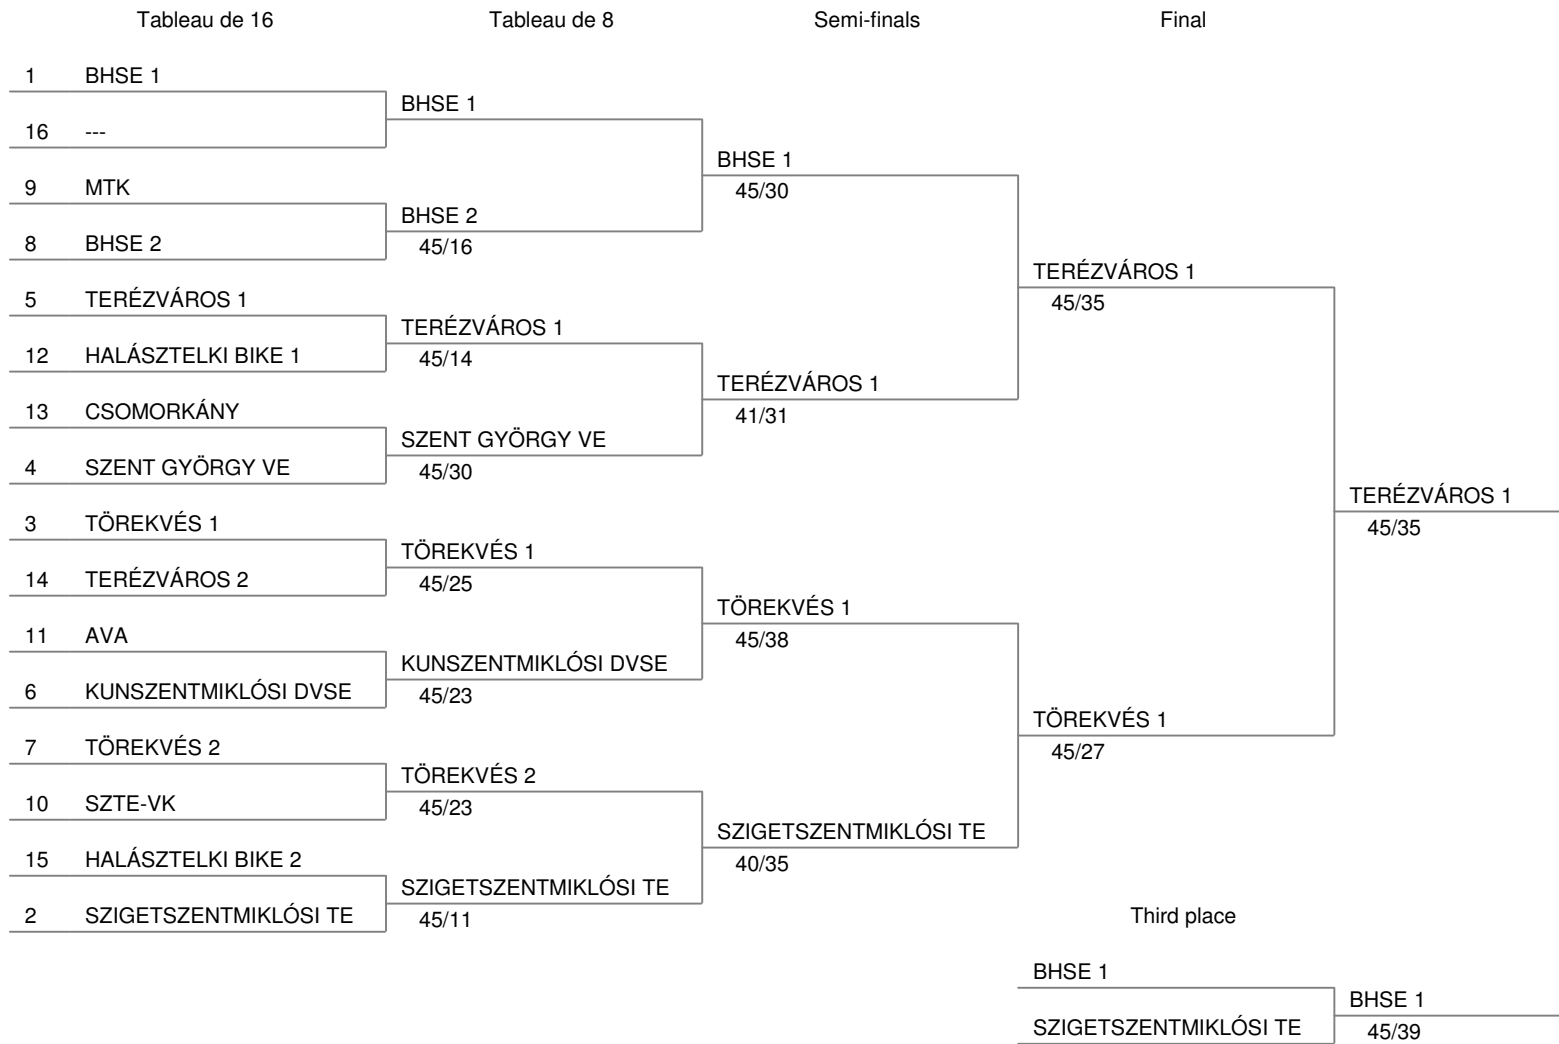 Tableau de 16 Tableau de 8 Semi-finals Final
1 BHSE 1
BHSE 1
16 ---
BHSE 1
45/30
9 MTK
BHSE 2
45/16
8 BHSE 2
TERÉZVÁROS 1
45/35
5 TERÉZVÁROS 1
TERÉZVÁROS 1
45/14
12 HALÁSZTELKI BIKE 1
TERÉZVÁROS 1
41/31
13 CSOMORKÁNY
SZENT GYÖRGY VE
45/30
4 SZENT GYÖRGY VE
TERÉZVÁROS 1
45/35
3 TÖREKVÉS 1
TÖREKVÉS 1
45/25
14 TERÉZVÁROS 2
TÖREKVÉS 1
45/38
11 AVA
KUNSZENTMIKLÓSI DVSE
45/23
6 KUNSZENTMIKLÓSI DVSE
TÖREKVÉS 1
45/27
7 TÖREKVÉS 2
TÖREKVÉS 2
45/23
10 SZTE-VK
SZIGETSZENTMIKLÓSI TE
40/35
15 HALÁSZTELKI BIKE 2
SZIGETSZENTMIKLÓSI TE
45/11
2 SZIGETSZENTMIKLÓSI TE
Third place
BHSE 1
BHSE 1
45/39
SZIGETSZENTMIKLÓSI TE